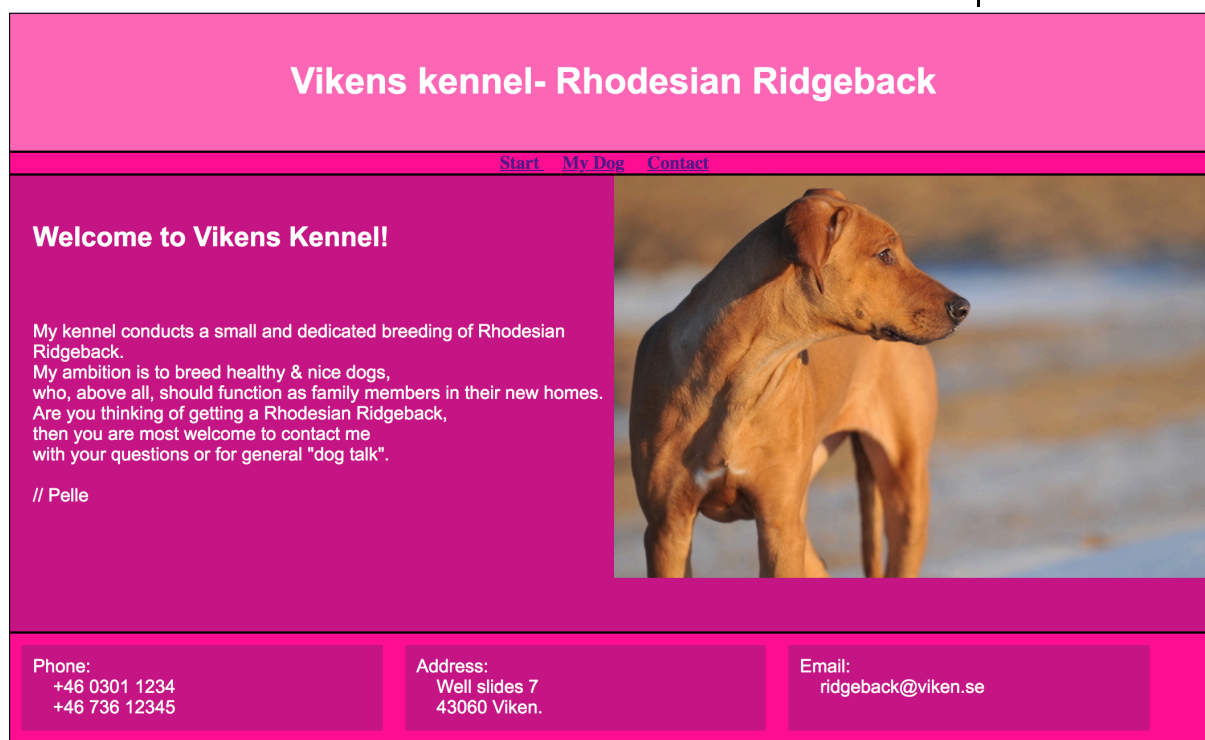 Vikens kennel- Rhodesian Ridgeback
Start My Dog Contact
Welcome to Vikens Kennel!
My kennel conducts a small and dedicated breeding of Rhodesian
Ridgeback.
My ambition is to breed healthy & nice dogs,
who, above all, should function as family members in their new homes.
Are you thinking of getting a Rhodesian Ridgeback,
then you are most welcome to contact me
with your questions or for general "dog talk".
// Pelle
Phone:
+46 0301 1234
+46 736 12345
Address:
Well slides 7
43060 Viken.
Email:
ridgeback@viken.se